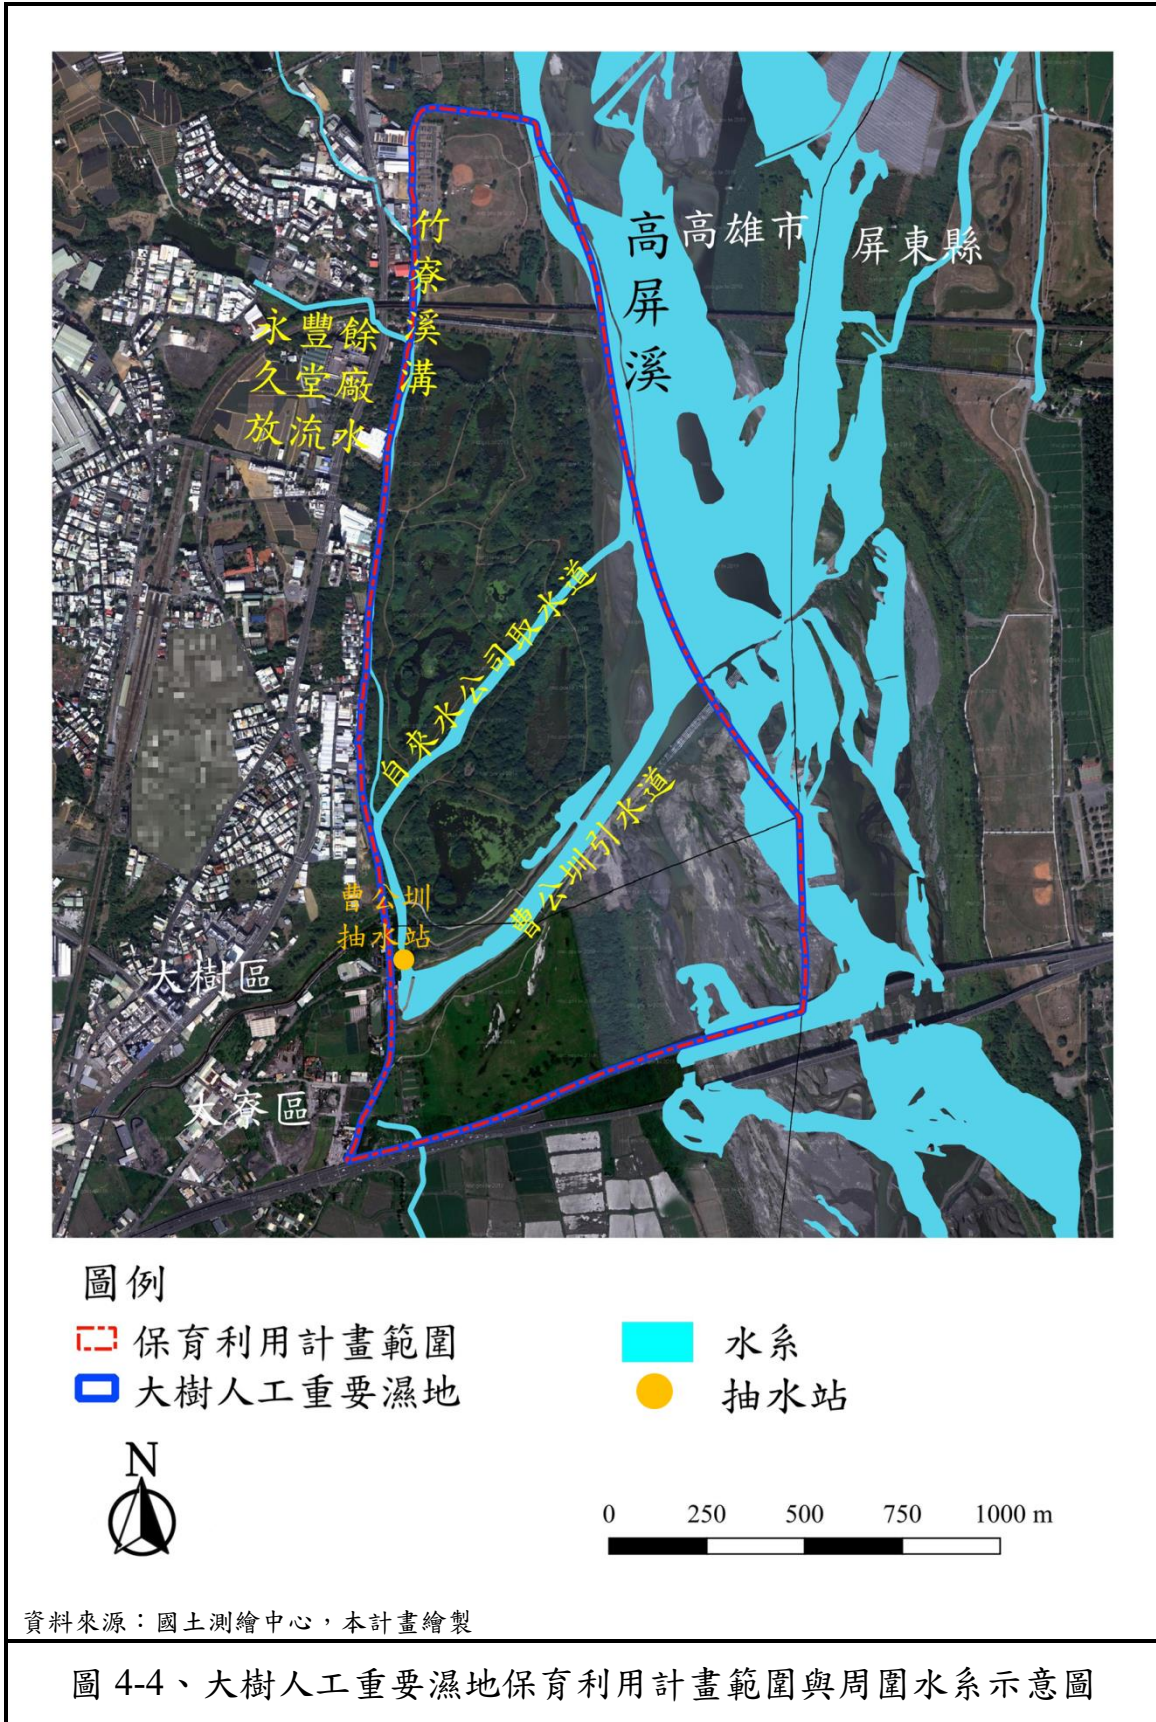 竹寮溪溝
高屏溪
高雄市
屏東縣
永豐餘
久堂廠
放流水
自來水公司取水道
曹公圳引水道
曹公圳
抽水站
大樹區
大寮區
圖例
保育利用計畫範圍
大樹人工重要濕地
水系
抽水站
N
0 250 500 750 1000 m
資料來源：國土測繪中心，本計畫繪製
圖 4-4、大樹人工重要濕地保育利用計畫範圍與周圍水系示意圖